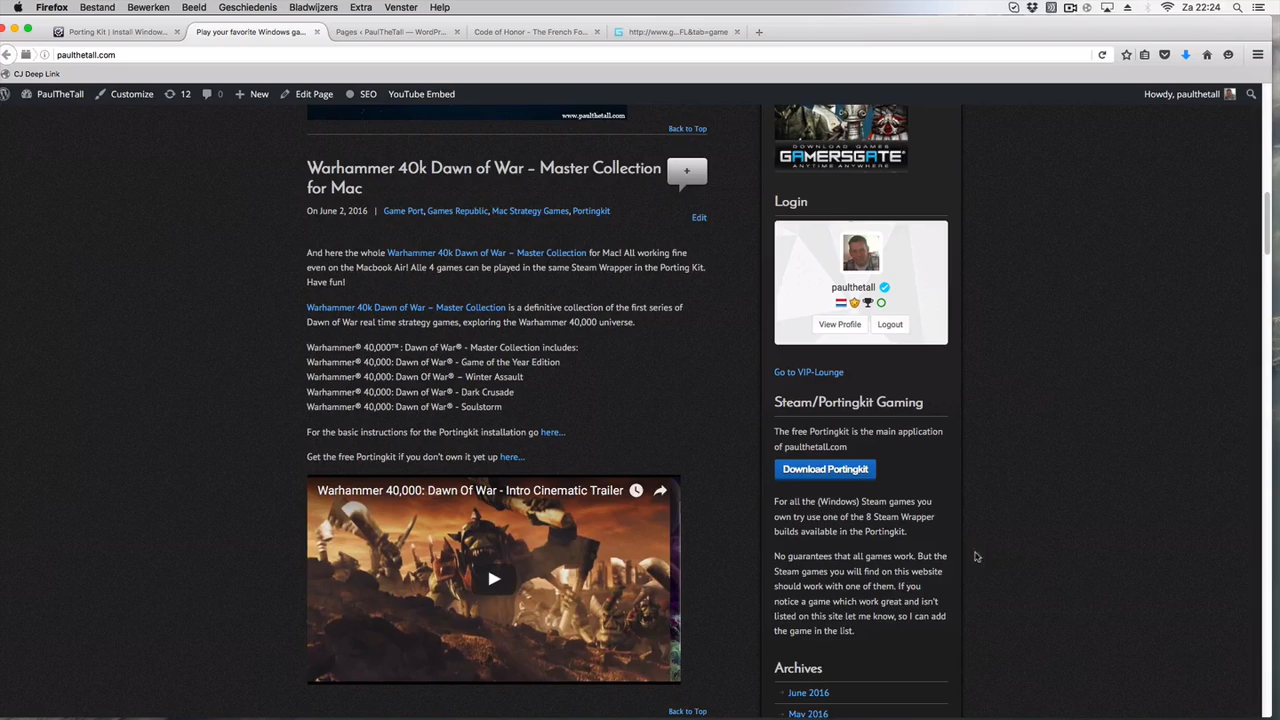 Firefox Bestand Bewerken Beeld Geschiedenis Bladwijzers Extra Venster Help Za 22:24
Porting Kit | Install Window... × Play your favorite Windows ga... × Pages ‹ PaulTheTall — WordPr... × Code of Honor - The French Fo... × http://www.g...FL&tab=game × +
paulthetall.com
CJ Deep Link
PaulTheTall Customize 12 0 New Edit Page SEO YouTube Embed Howdy, paulthetall
www.paulthetall.com
Back to Top
DOWNLOAD GAMES
GAMERSGATE
ANYTIME ANYWHERE
Warhammer 40k Dawn of War – Master Collection
for Mac
+
On June 2, 2016 | Game Port, Games Republic, Mac Strategy Games, Portingkit
Edit
And here the whole Warhammer 40k Dawn of War – Master Collection for Mac! All working fine
even on the Macbook Air! Alle 4 games can be played in the same Steam Wrapper in the Porting Kit.
Have fun!
Warhammer 40k Dawn of War – Master Collection is a definitive collection of the first series of
Dawn of War real time strategy games, exploring the Warhammer 40,000 universe.
Warhammer® 40,000™ : Dawn of War® - Master Collection includes:
Warhammer® 40,000: Dawn of War® - Game of the Year Edition
Warhammer® 40,000: Dawn Of War® – Winter Assault
Warhammer® 40,000: Dawn of War® - Dark Crusade
Warhammer® 40,000: Dawn of War® - Soulstorm
For the basic instructions for the Portingkit installation go here...
Get the free Portingkit if you don't own it yet up here...
Warhammer 40,000: Dawn Of War - Intro Cinematic Trailer
Back to Top
Login
paulthetall
View Profile Logout
Go to VIP-Lounge
Steam/Portingkit Gaming
The free Portingkit is the main application
of paulthetall.com
Download Portingkit
For all the (Windows) Steam games you
own try use one of the 8 Steam Wrapper
builds available in the Portingkit.
No guarantees that all games work. But the
Steam games you will find on this website
should work with one of them. If you
notice a game which work great and isn't
listed on this site let me know, so I can add
the game in the list.
Archives
June 2016
May 2016